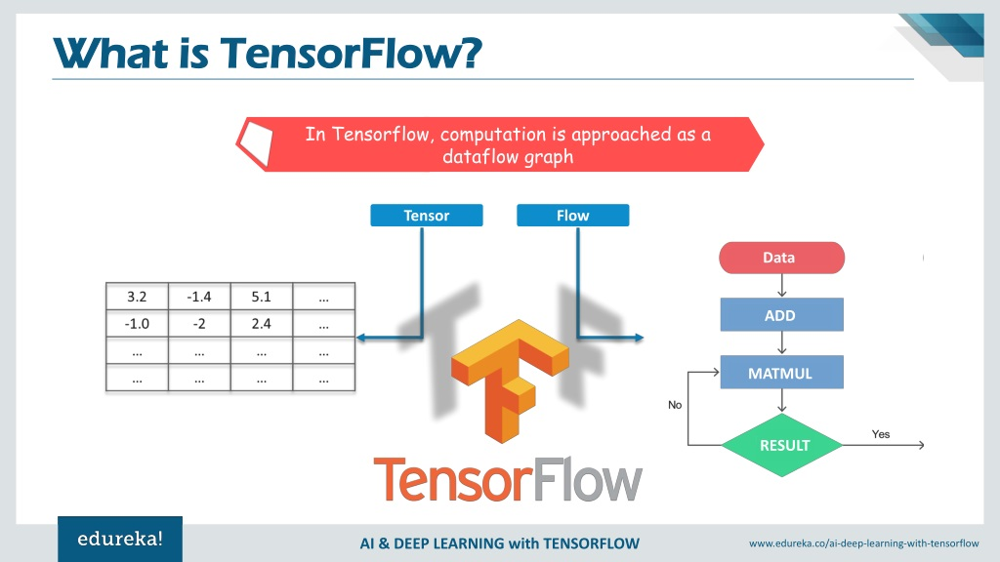 What is TensorFlow?
In Tensorflow, computation is approached as a
dataflow graph
Tensor
Flow
3.2 -1.4 5.1 ...
-1.0 -2 2.4 ...
... ... ... ...
... ... ... ...
TensorFlow
Data
ADD
MATMUL
No
RESULT
Yes
edureka!
AI & DEEP LEARNING with TENSORFLOW
www.edureka.co/ai-deep-learning-with-tensorflow